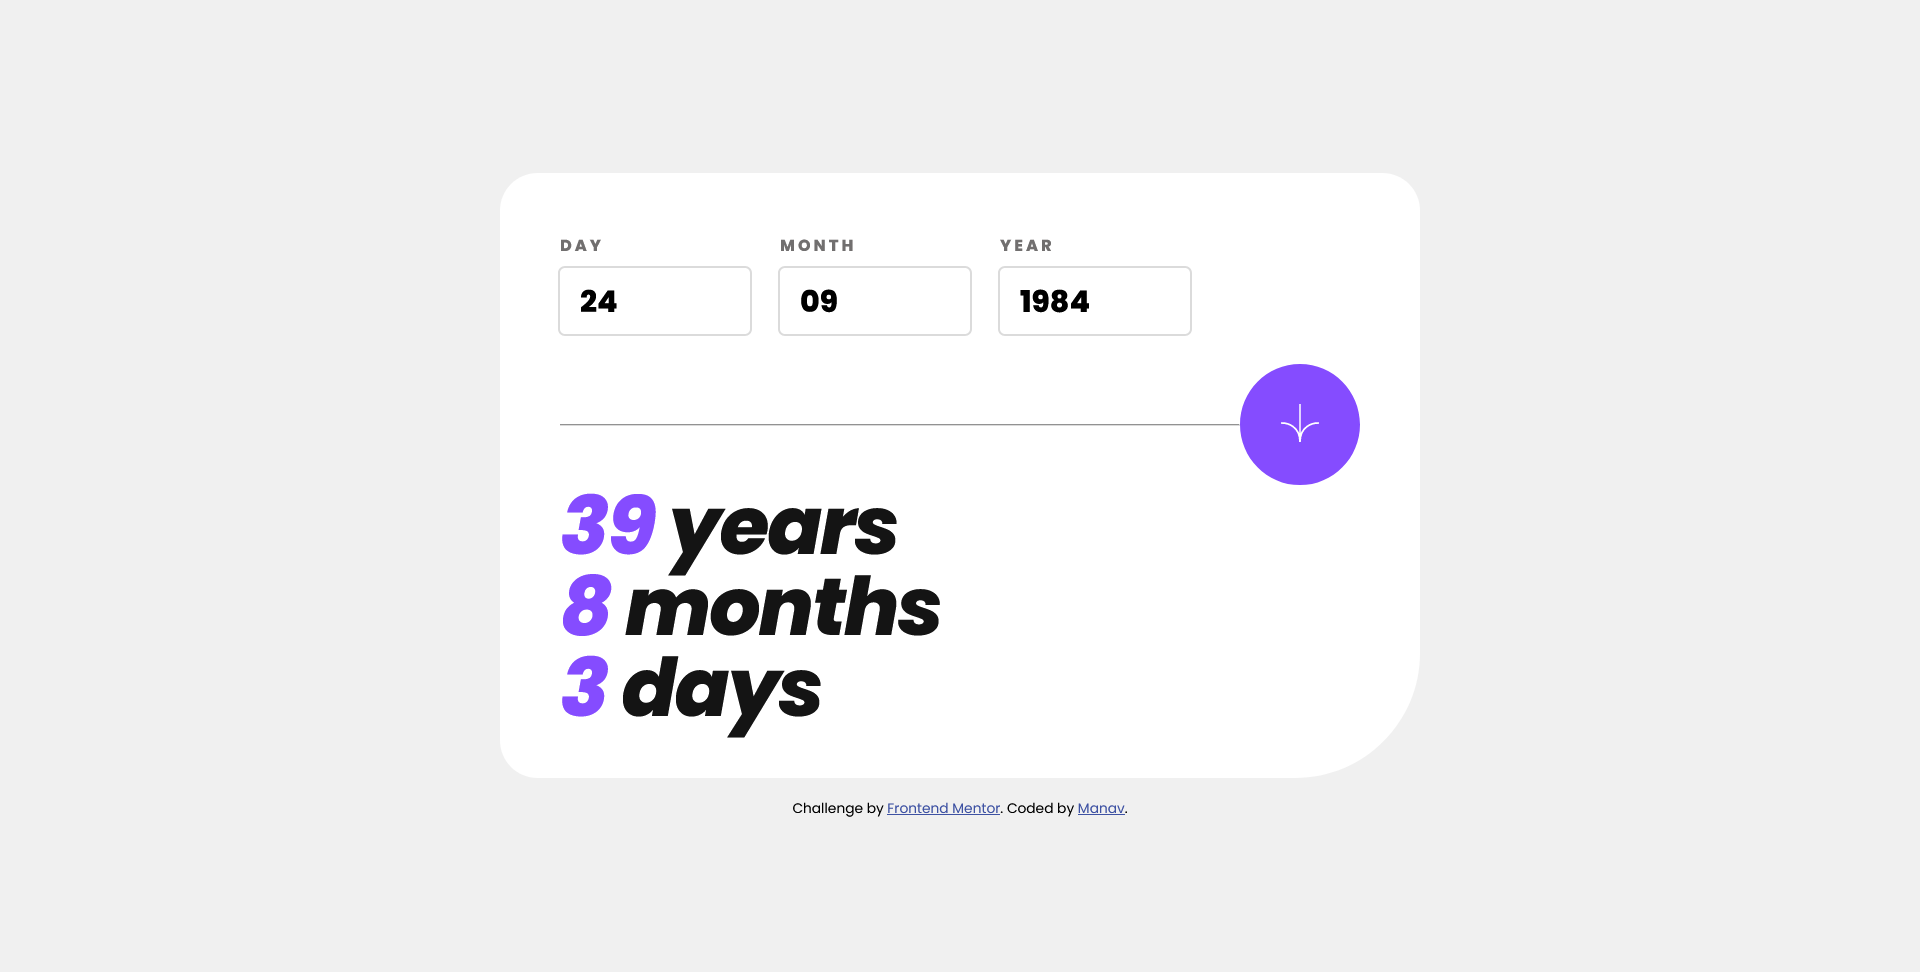 DAY MONTH YEAR
24 09 1984
39 years
8 months
3 days
Challenge by Frontend Mentor. Coded by Manav.